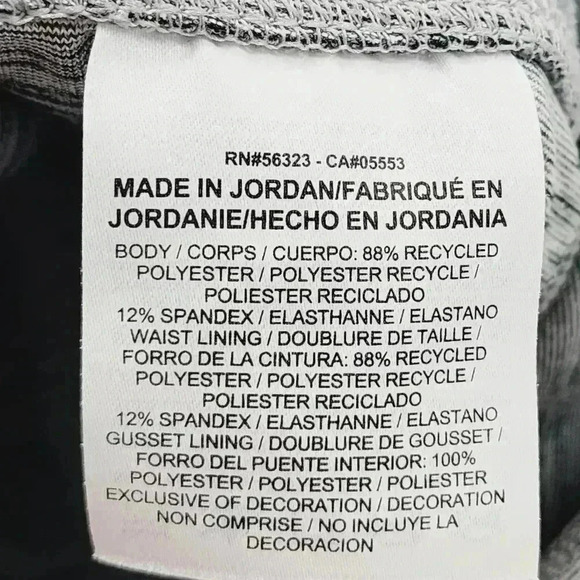 RN#56323 - CA#05553
MADE IN JORDAN/FABRIQUÉ EN
JORDANIE/HECHO EN JORDANIA
BODY / CORPS / CUERPO: 88% RECYCLED
POLYESTER / POLYESTER RECYCLE /
POLIESTER RECICLADO
12% SPANDEX / ELASTHANNE / ELASTANO
WAIST LINING / DOUBLURE DE TAILLE /
FORRO DE LA CINTURA: 88% RECYCLED
POLYESTER / POLYESTER RECYCLE /
POLIESTER RECICLADO
12% SPANDEX / ELASTHANNE / ELASTANO
GUSSET LINING / DOUBLURE DE GOUSSET /
FORRO DEL PUENTE INTERIOR: 100%
POLYESTER / POLYESTER / POLIESTER
EXCLUSIVE OF DECORATION / DECORATION
NON COMPRISE / NO INCLUYE LA
DECORACION